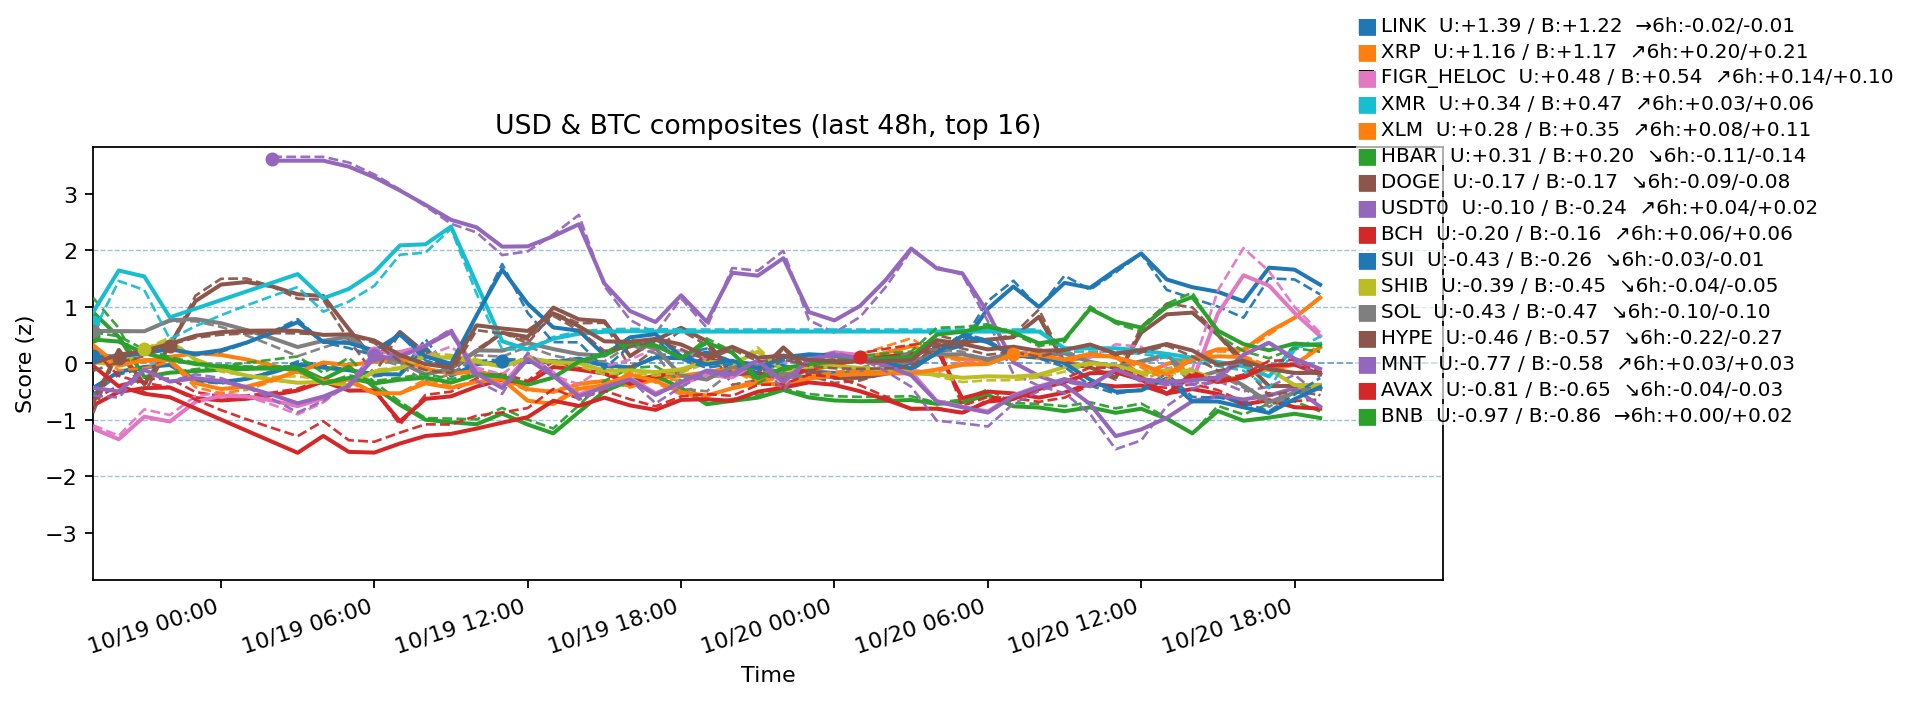 LINK  U:+1.39 / B:+1.22  →6h:-0.02/-0.01
XRP  U:+1.16 / B:+1.17  ↗6h:+0.20/+0.21
FIGR_HELOC  U:+0.48 / B:+0.54  ↗6h:+0.14/+0.10
XMR  U:+0.34 / B:+0.47  ↗6h:+0.03/+0.06
XLM  U:+0.28 / B:+0.35  ↗6h:+0.08/+0.11
HBAR  U:+0.31 / B:+0.20  ↘6h:-0.11/-0.14
DOGE  U:-0.17 / B:-0.17  ↘6h:-0.09/-0.08
USDT0  U:-0.10 / B:-0.24  ↗6h:+0.04/+0.02
BCH  U:-0.20 / B:-0.16  ↗6h:+0.06/+0.06
SUI  U:-0.43 / B:-0.26  ↘6h:-0.03/-0.01
SHIB  U:-0.39 / B:-0.45  ↘6h:-0.04/-0.05
SOL  U:-0.43 / B:-0.47  ↘6h:-0.10/-0.10
HYPE  U:-0.46 / B:-0.57  ↘6h:-0.22/-0.27
MNT  U:-0.77 / B:-0.58  ↗6h:+0.03/+0.03
AVAX  U:-0.81 / B:-0.65  ↘6h:-0.04/-0.03
BNB  U:-0.97 / B:-0.86  →6h:+0.00/+0.02
USD & BTC composites (last 48h, top 16)
Score (z)
3
2
1
0
−1
−2
−3
10/19 00:00
10/19 06:00
10/19 12:00
10/19 18:00
10/20 00:00
10/20 06:00
10/20 12:00
10/20 18:00
Time